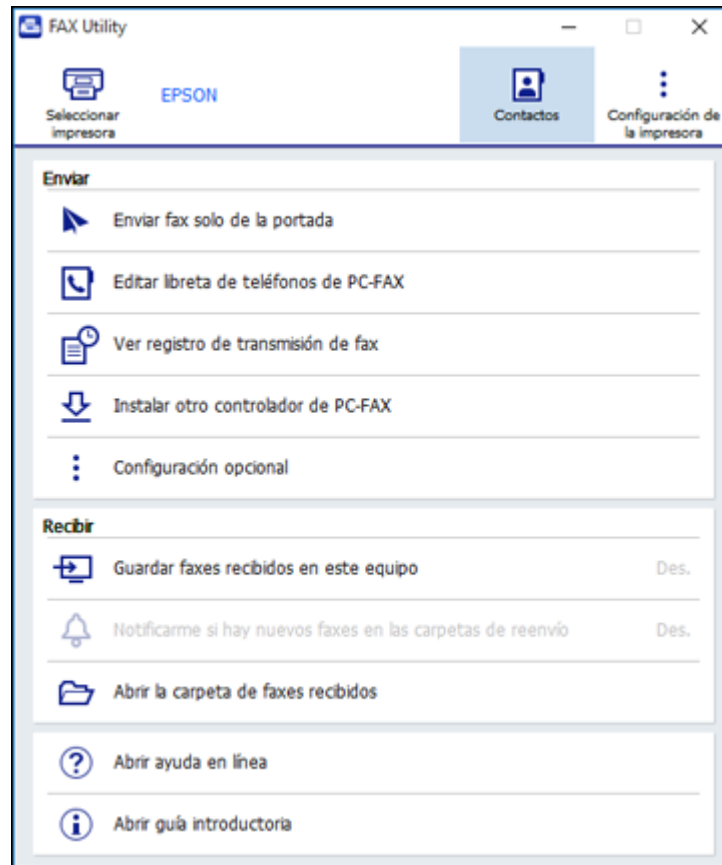 FAX Utility
Seleccionar
impresora
EPSON
Contactos
Configuración de
la impresora
Enviar
Enviar fax solo de la portada
Editar libreta de teléfonos de PC-FAX
Ver registro de transmisión de fax
Instalar otro controlador de PC-FAX
Configuración opcional
Recibir
Guardar faxes recibidos en este equipo Des.
Notificarme si hay nuevos faxes en las carpetas de reenvío Des.
Abrir la carpeta de faxes recibidos
Abrir ayuda en línea
Abrir guía introductoria